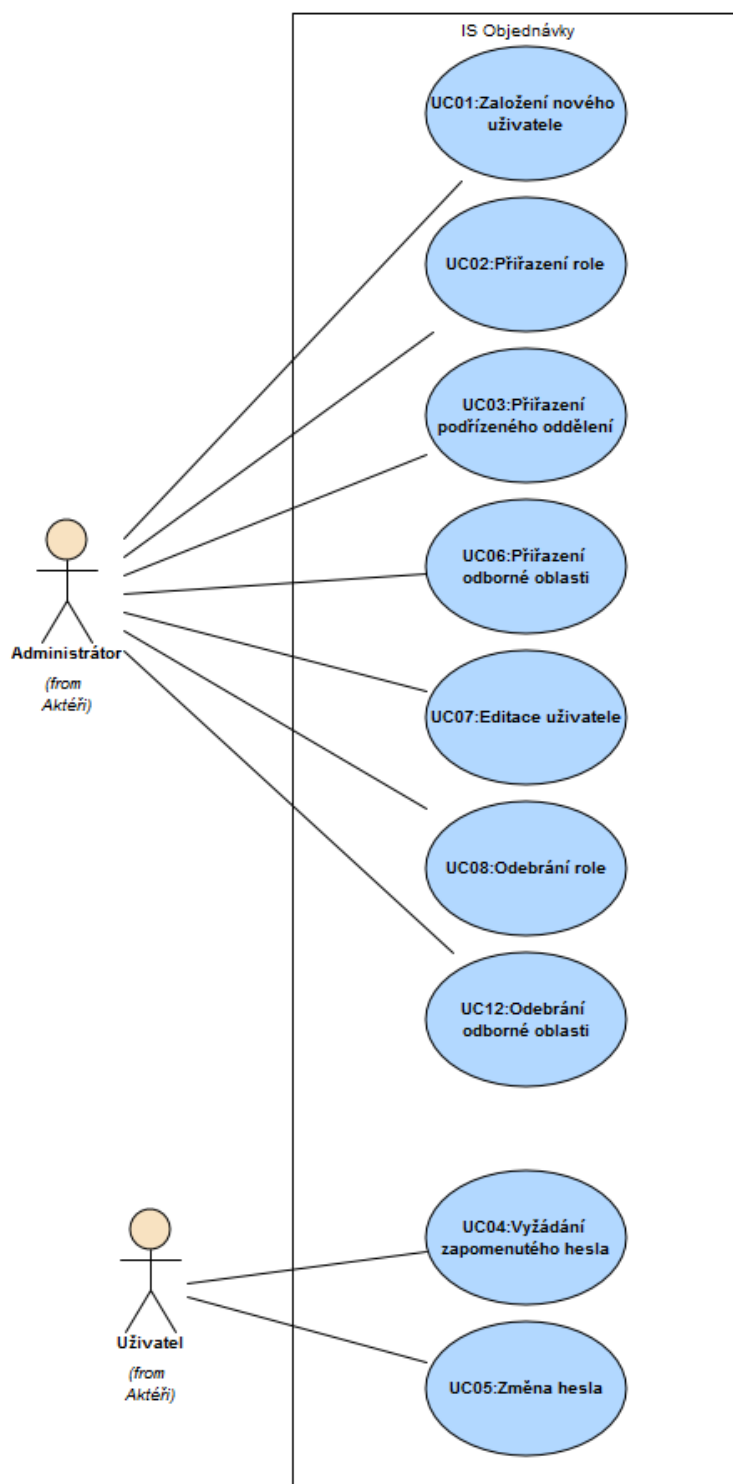 IS Objednávky
UC01:Založení nového
uživatele
UC02:Přiřazení role
UC03:Přiřazení
podřízeného oddělení
UC06:Přiřazení
odborné oblasti
Administrátor
(from
Aktéři)
UC07:Editace uživatele
UC08:Odebrání role
UC12:Odebrání
odborné oblasti
UC04:Vyžádání
zapomenutého hesla
Uživatel
(from
Aktéři)
UC05:Změna hesla